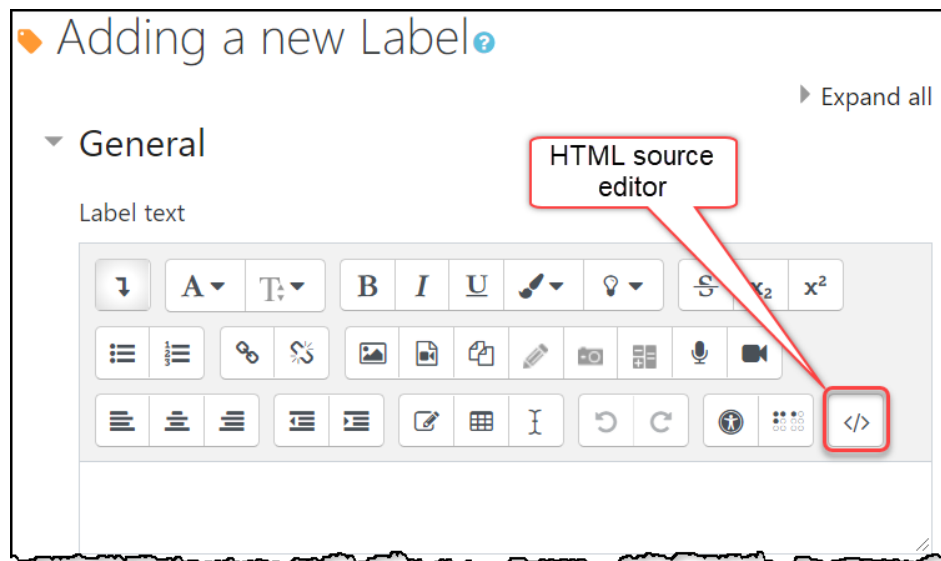 Adding a new Label
Expand all
General
HTML source
editor
Label text
A T B I U S x₂ x²
</>